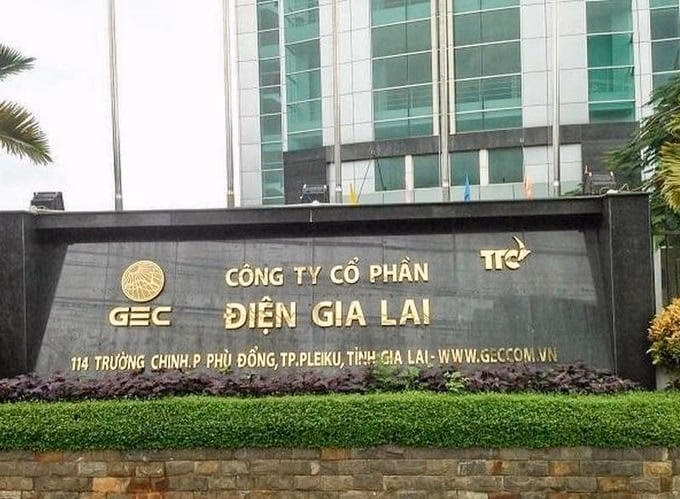 GEC
CÔNG TY CỔ PHẦN
ĐIỆN GIA LAI
TTC
114 TRƯỜNG CHINH.P PHÙ ĐỔNG,TP.PLEIKU,TỈNH GIA LAI-WWW.GECCOM.VN